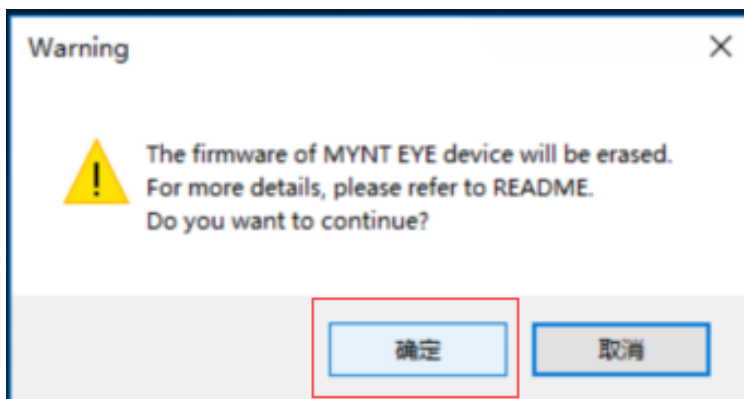 Warning
The firmware of MYNT EYE device will be erased.
For more details, please refer to README.
Do you want to continue?
确定
取消